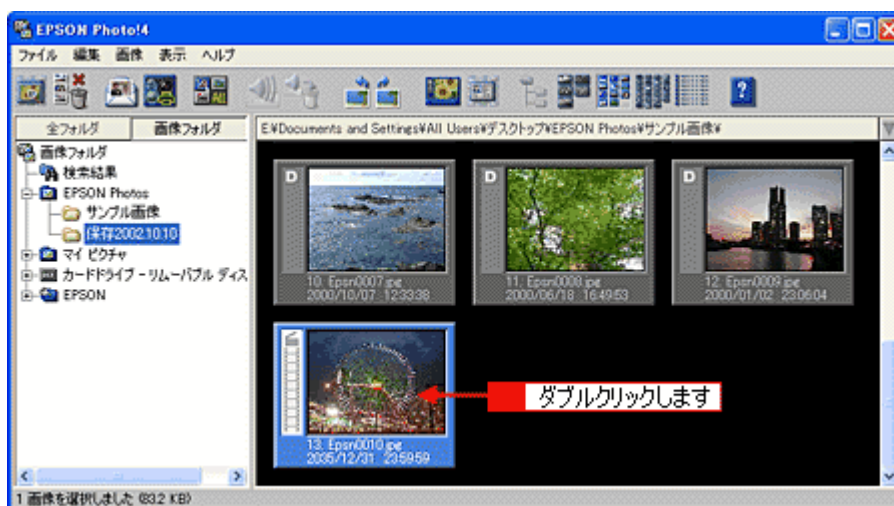 EPSON Photo!4
ファイル 編集 画像 表示 ヘルプ
全フォルダ 画像フォルダ
E:¥Documents and Settings¥All Users¥デスクトップ¥EPSON Photos¥サンプル画像¥
画像フォルダ
検索結果
EPSON Photos
サンプル画像
保存2002.10.10
マイ ピクチャ
カードドライブ - リムーバブル ディス
EPSON
D
10. Epsn0007.jpe
2000/10/07 12:33:38
D
11. Epsn0008.jpe
2000/06/18 16:49:53
D
12. Epsn0009.jpe
2000/01/02 23:06:04
13. Epsn0010.jpe
2035/12/31 23:59:59
ダブルクリックします
1 画像を選択しました (83.2 KB)